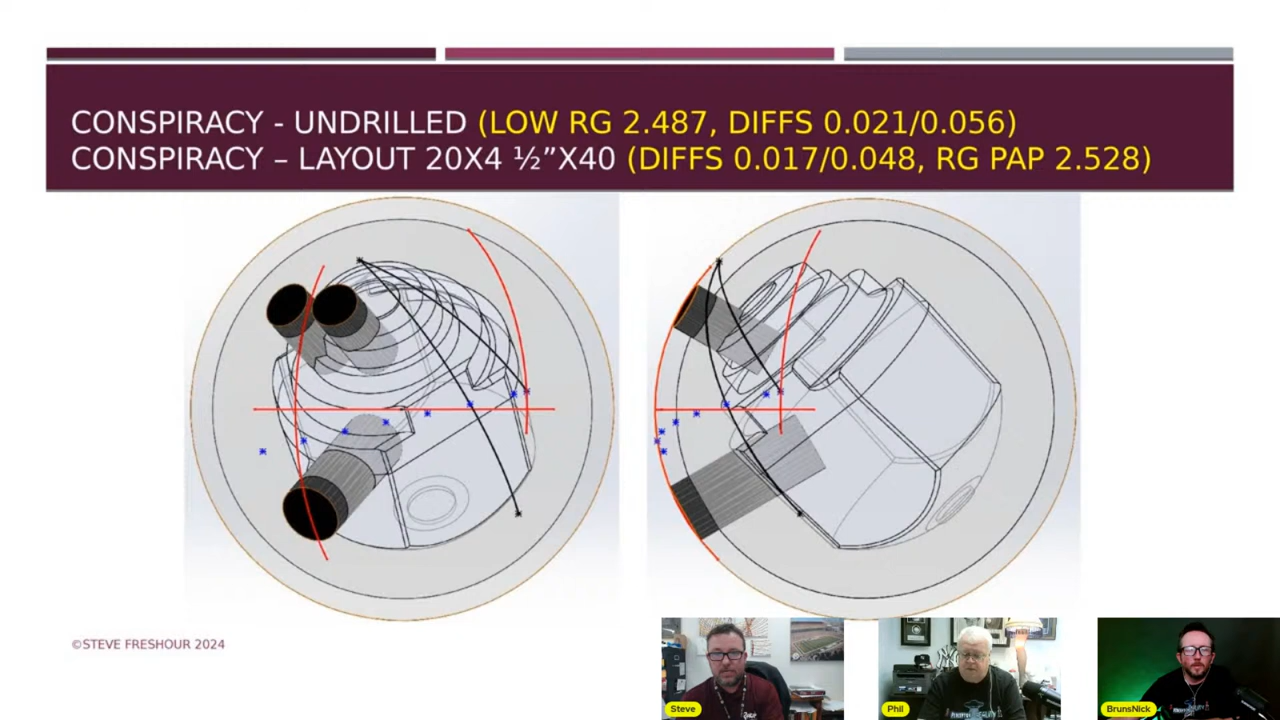 CONSPIRACY - UNDRILLED (LOW RG 2.487, DIFFS 0.021/0.056)
CONSPIRACY – LAYOUT 20X4 ½”X40 (DIFFS 0.017/0.048, RG PAP 2.528)
©STEVE FRESHOUR 2024
Steve
Phil
BrunsNick